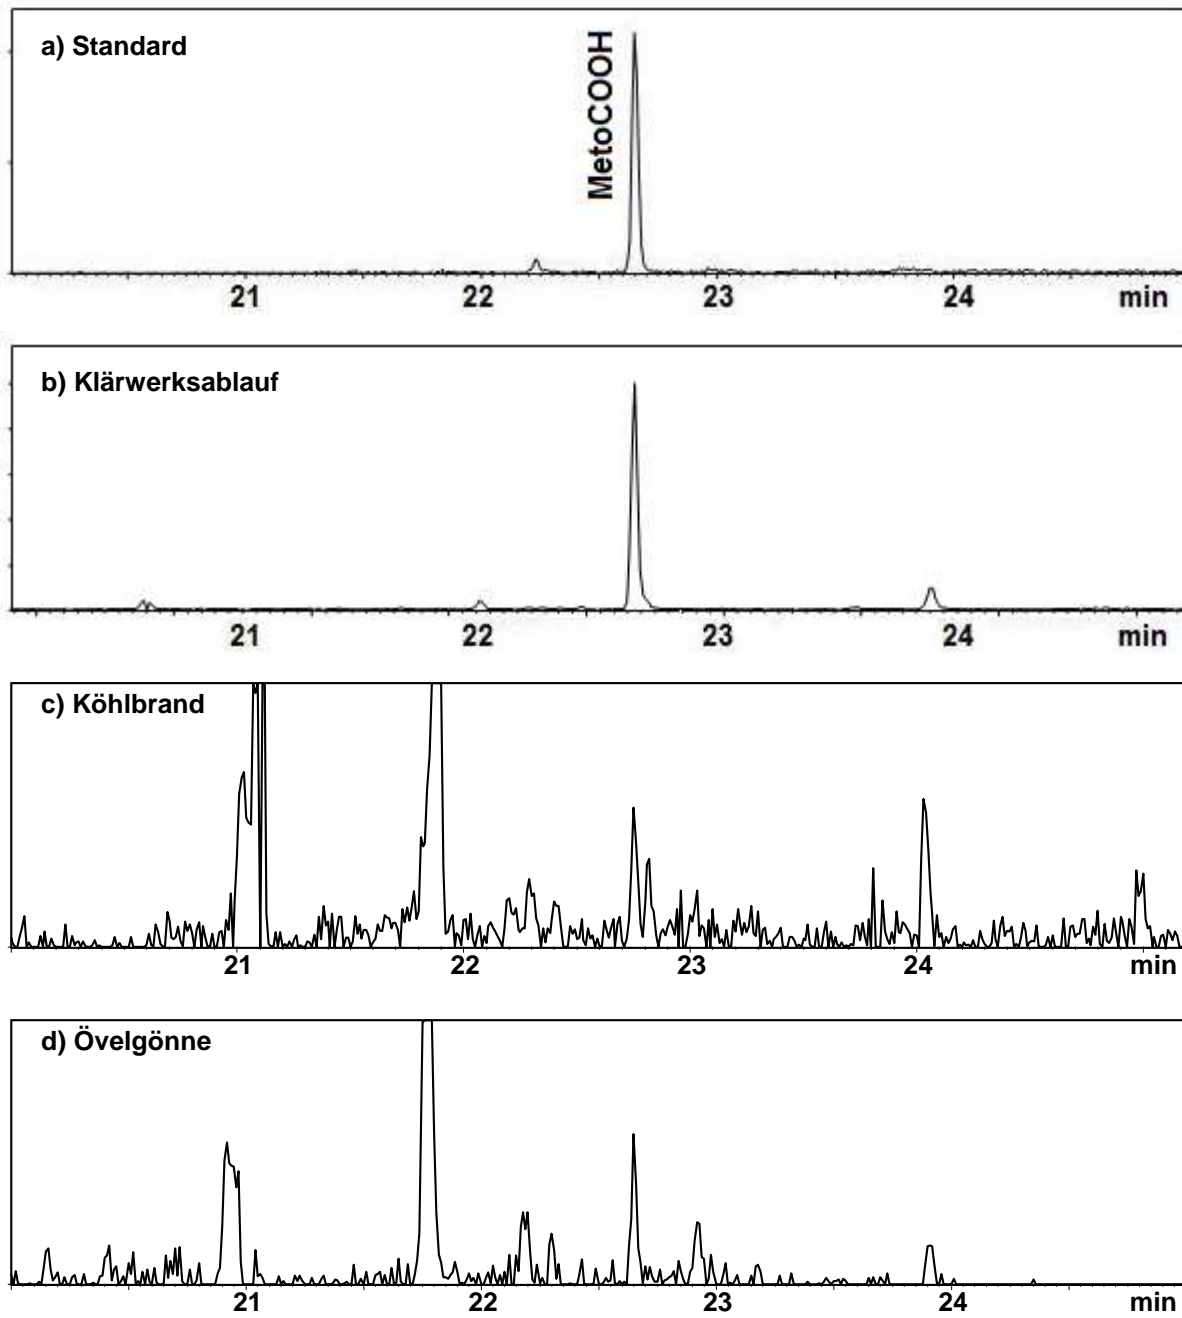 a) Standard
MetoCOOH
21 22 23 24 min
b) Klärwerksablauf
21 22 23 24 min
c) Köhlbrand
21 22 23 24 min
d) Övelgönne
21 22 23 24 min